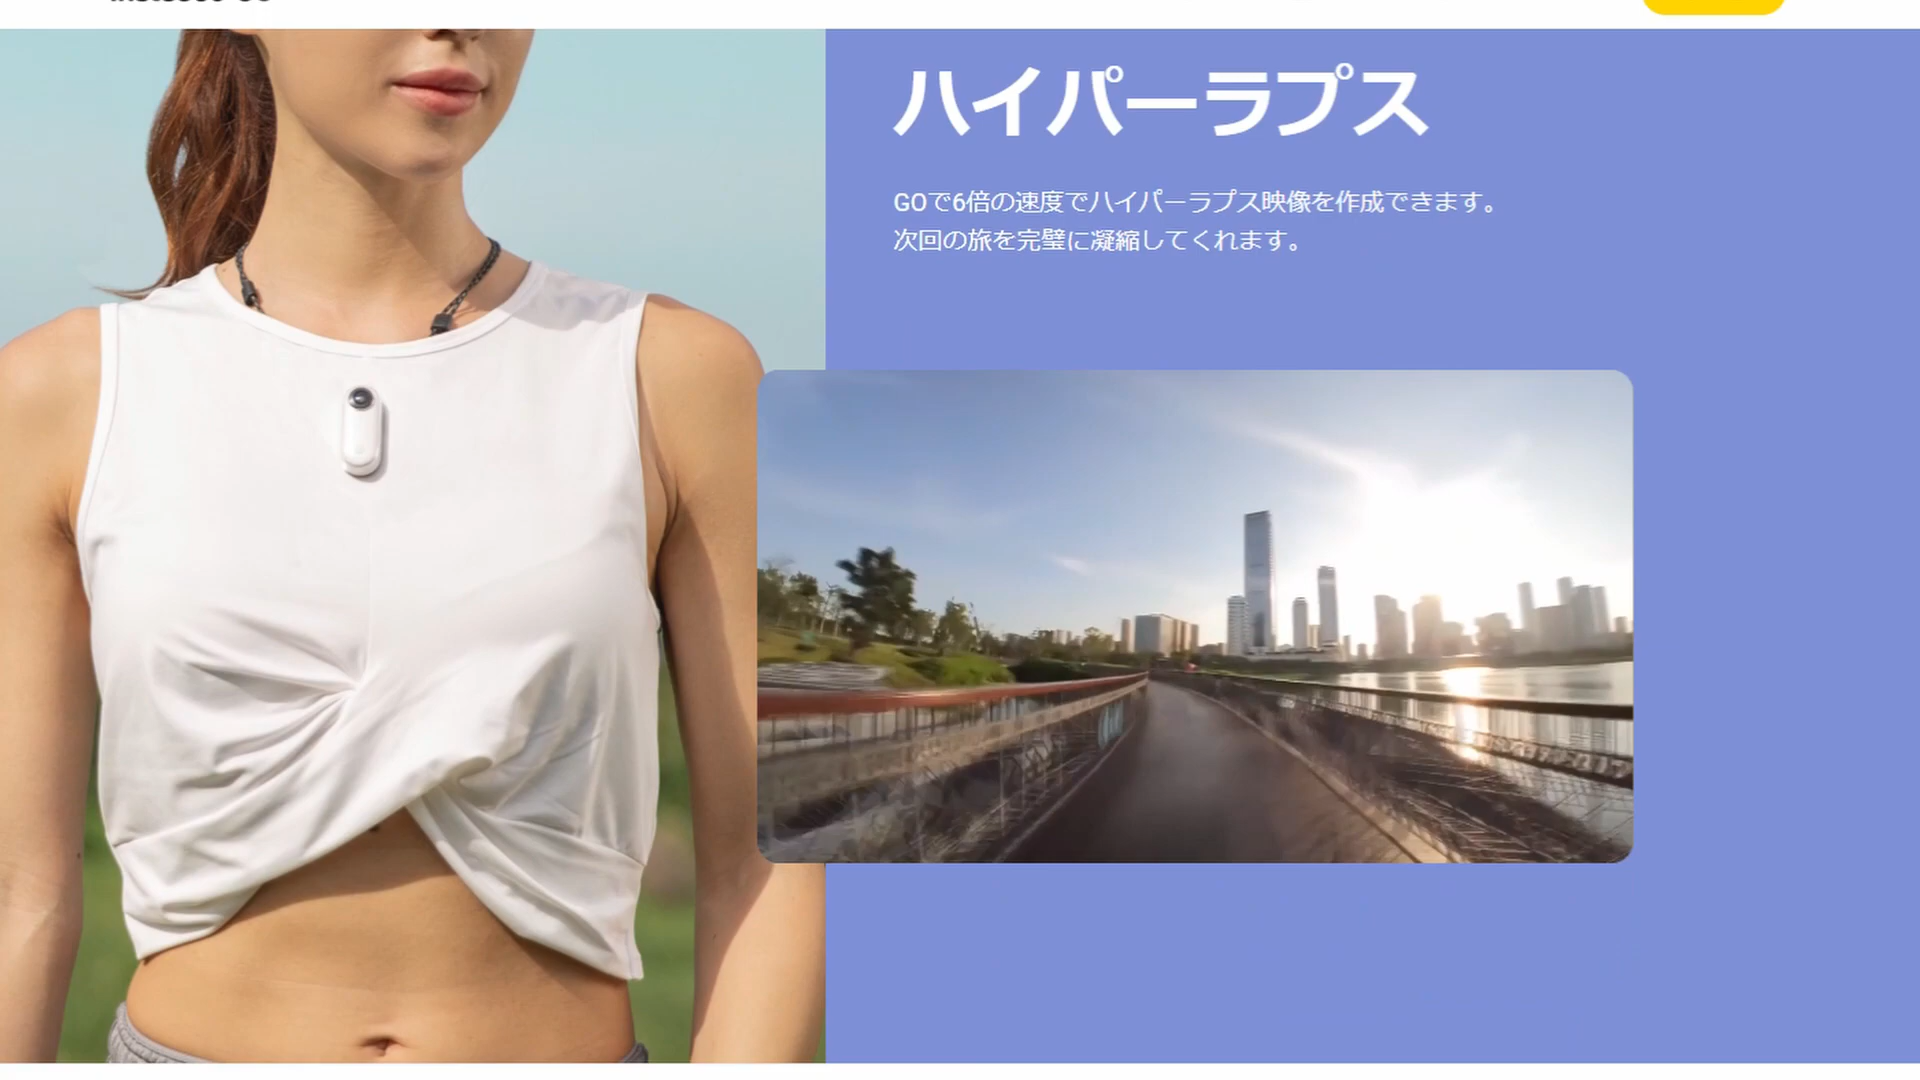 ハイパーラプス
GOで6倍の速度でハイパーラプス映像を作成できます。
次回の旅を完璧に凝縮してくれます。